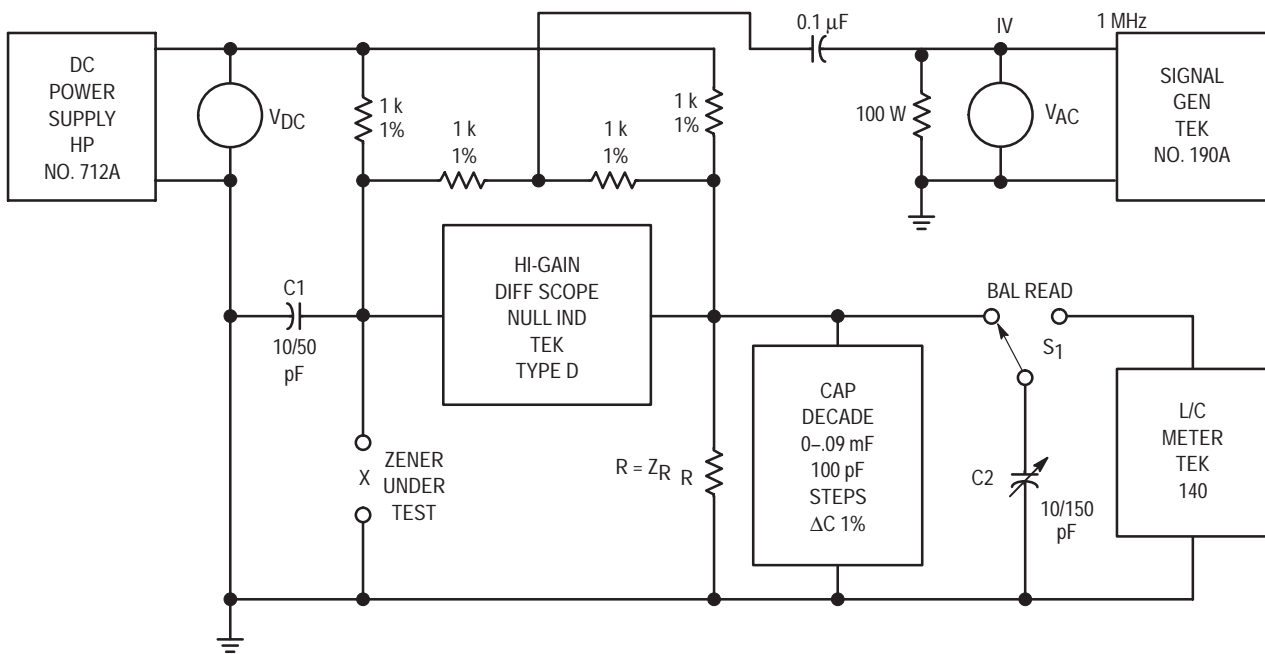 DC
POWER
SUPPLY
HP
NO. 712A
VDC
1 k
1%
1 k
1%
1 k
1%
1 k
1%
0.1 μF
IV
1 MHz
100 W
VAC
SIGNAL
GEN
TEK
NO. 190A
C1
10/50
pF
HI-GAIN
DIFF SCOPE
NULL IND
TEK
TYPE D
BAL READ
S1
X
ZENER
UNDER
TEST
R = ZR
R
CAP
DECADE
0–.09 mF
100 pF
STEPS
ΔC 1%
C2
10/150
pF
L/C
METER
TEK
140